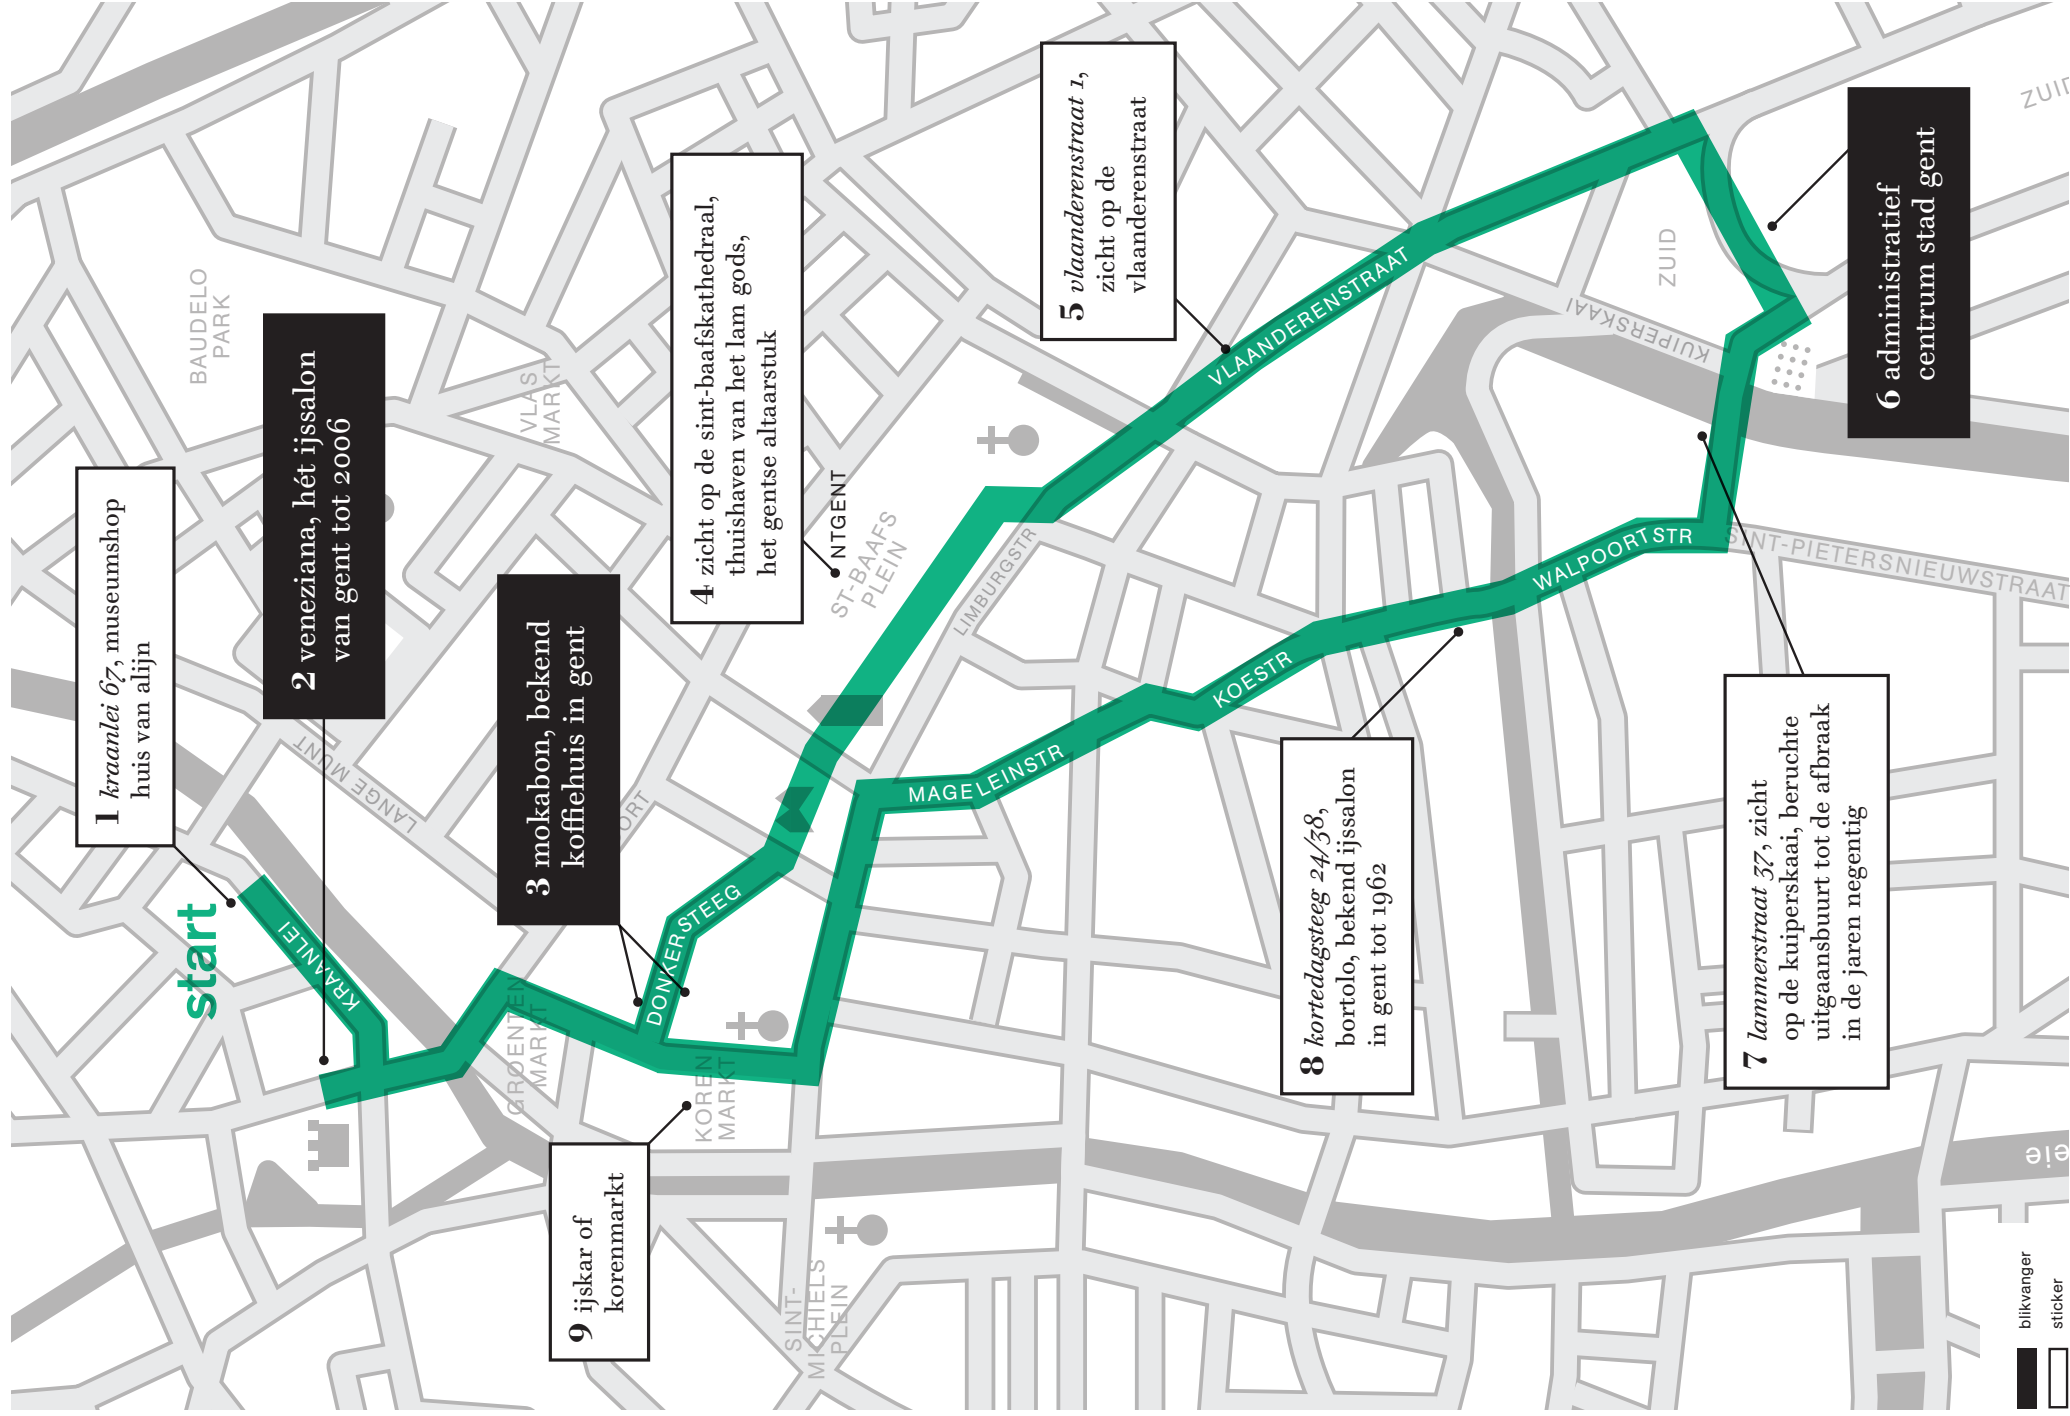 start
1 kraanlei 67, museumshop
huis van alijn
2 veneziana, hét ijssalon
van gent tot 2006
3 mokabon, bekend
koffiehuis in gent
4 zicht op de sint-baafskathedraal,
thuishaven van het lam gods,
het gentse altaarstuk
5 vlaanderenstraat 1,
zicht op de
vlaanderenstraat
6 administratief
centrum stad gent
7 lammerstraat 37, zicht
op de kuiperskaai, beruchte
uitgaansbuurt tot de afbraak
in de jaren negentig
8 kortedagsteeg 24/38,
bortolo, bekend ijssalon
in gent tot 1962
9 ijskar of
korenmarkt
BAUDELO
PARK
VLAS
MARKT
NTGENT
ST-BAAFS
PLEIN
LIMBURGSTR
LANGE MUNT
ORT
KRAANLEI
GROENTEN
MARKT
DONKERSTEEG
KOREN
MARKT
SINT-
MICHIELS
PLEIN
MAGELEINSTR
KOESTR
WALPOORTSTR
VLAANDERENSTRAAT
KUIPERSKAAI
ZUID
ZUID
SINT-PIETERSNIEUWSTRAAT
eie
blikvanger
sticker